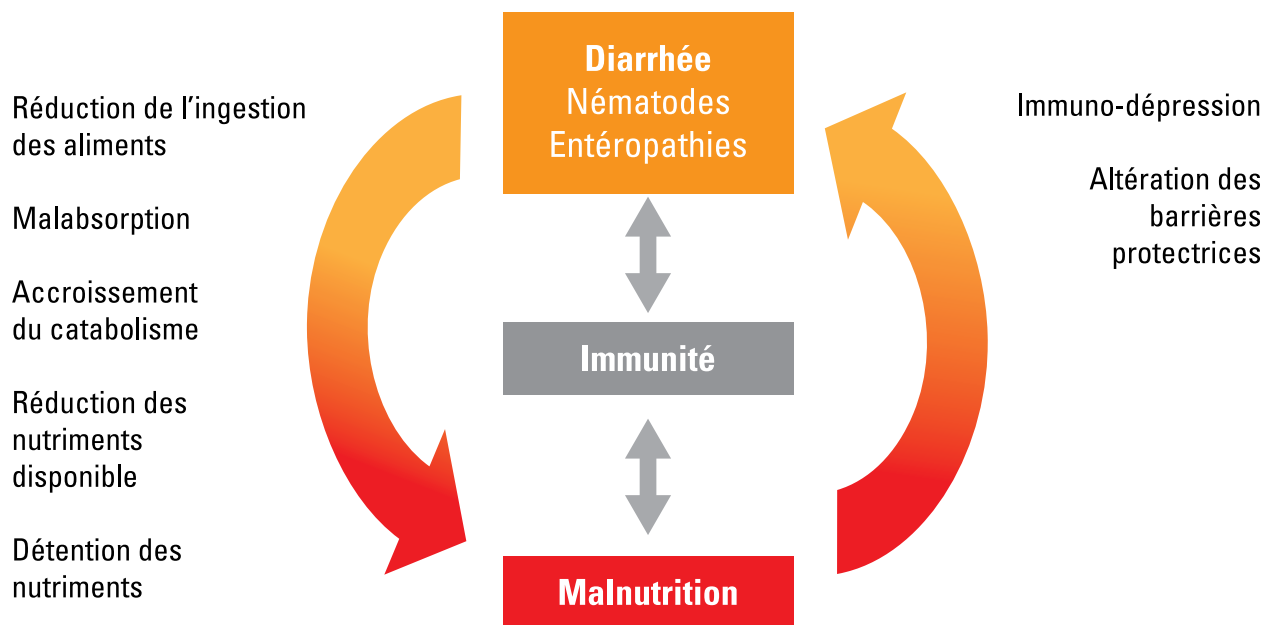 Diarrhée
Nématodes
Entéropathies
Réduction de l’ingestion
des aliments
Malabsorption
Accroissement
du catabolisme
Réduction des
nutriments
disponible
Détention des
nutriments
Immunité
Malnutrition
Immuno-dépression
Altération des
barrières
protectrices